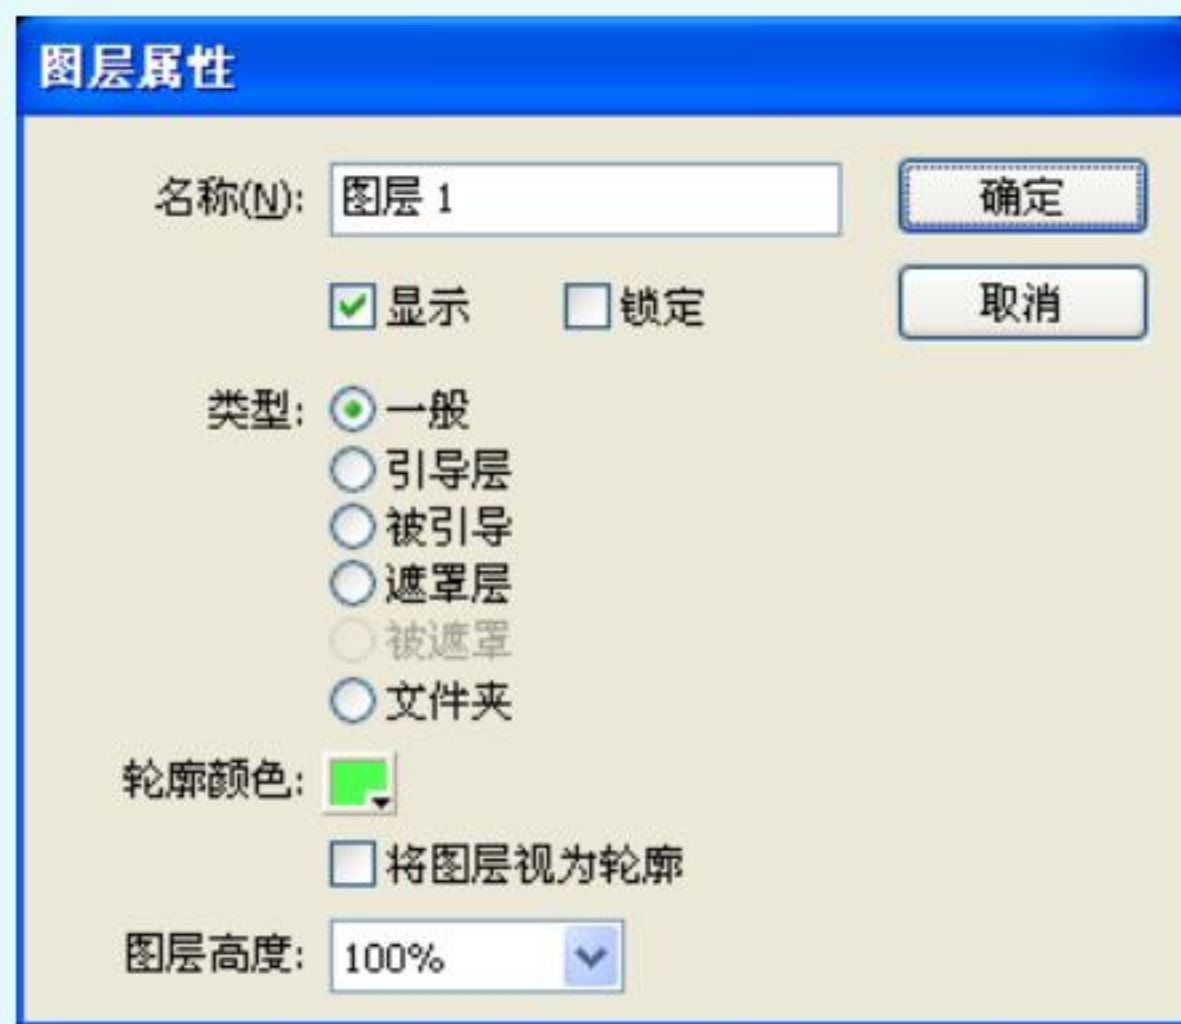 图层属性
名称(N): 图层 1 确定
显示 锁定 取消
类型: 一般
引导层
被引导
遮罩层
被遮罩
文件夹
轮廓颜色:
将图层视为轮廓
图层高度: 100%